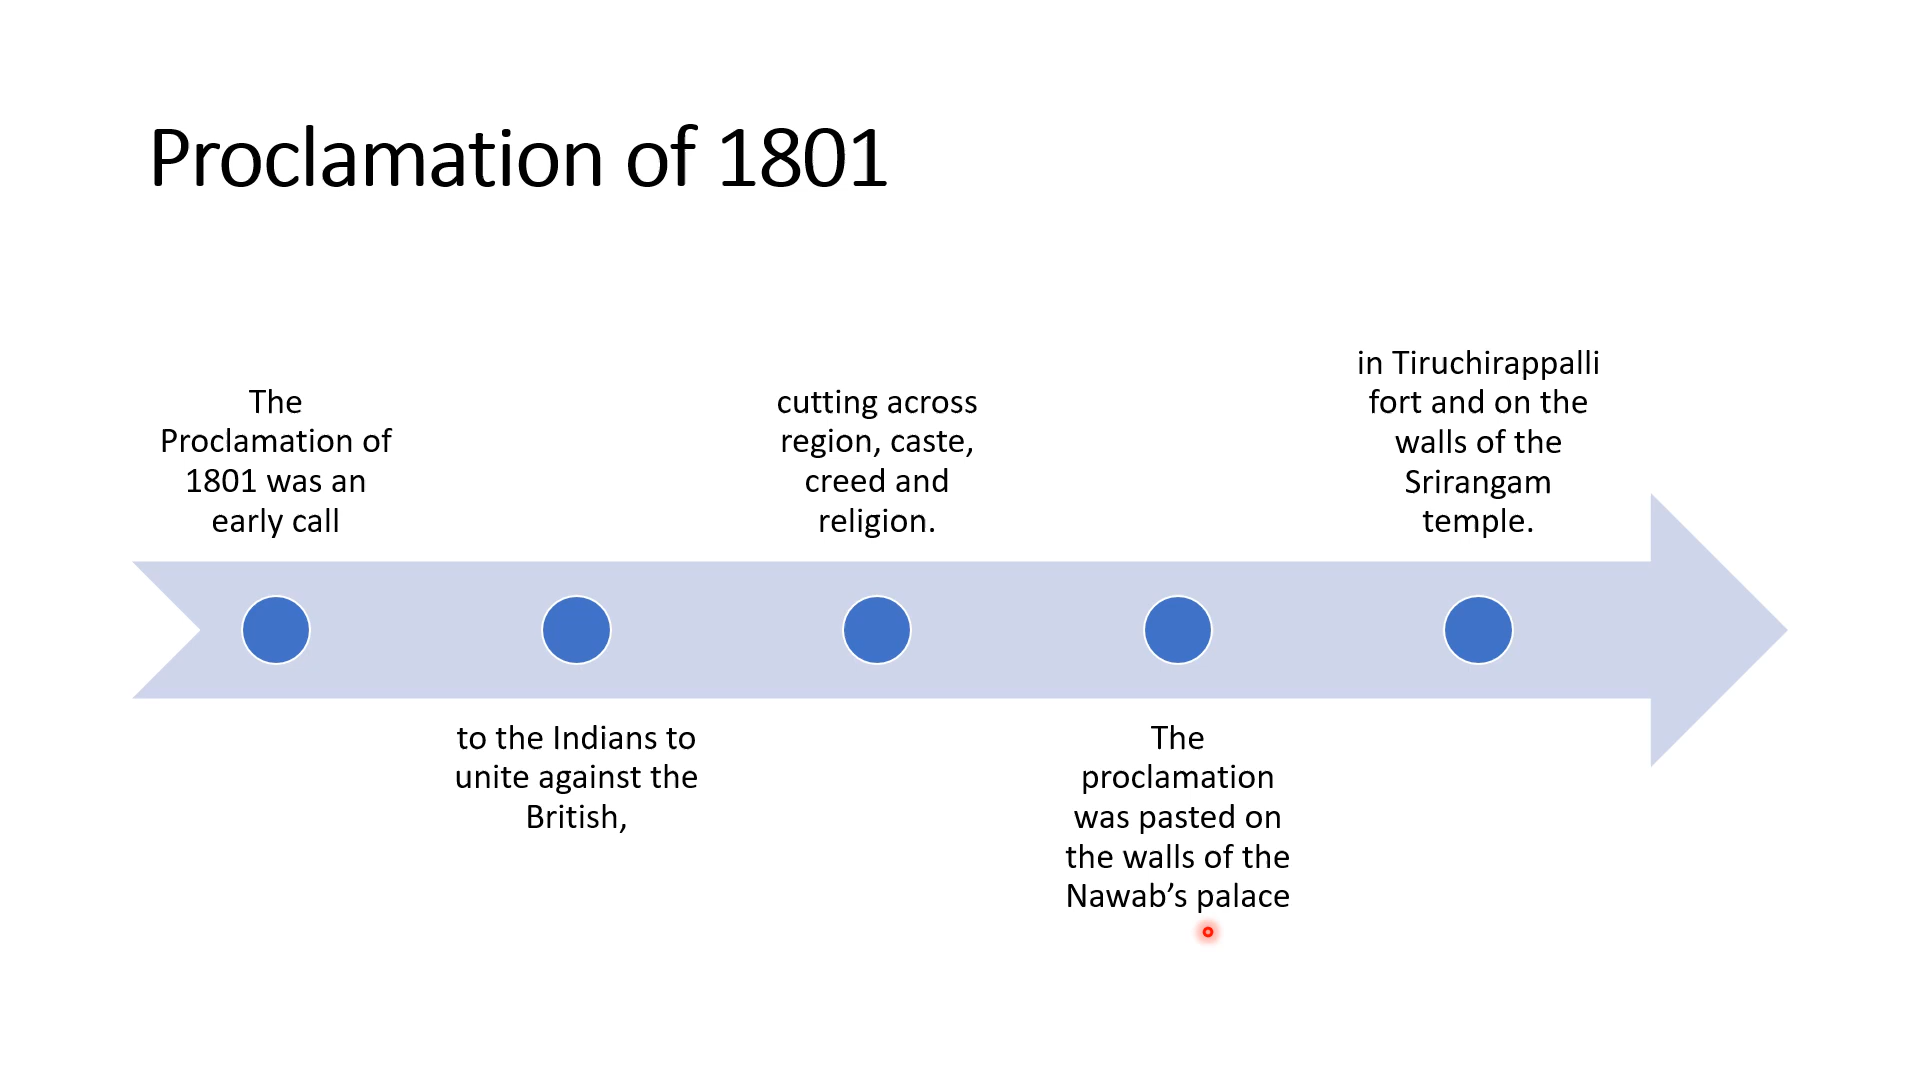 Proclamation of 1801
The
Proclamation of
1801 was an
early call
to the Indians to
unite against the
British,
cutting across
region, caste,
creed and
religion.
The
proclamation
was pasted on
the walls of the
Nawab’s palace
in Tiruchirappalli
fort and on the
walls of the
Srirangam
temple.